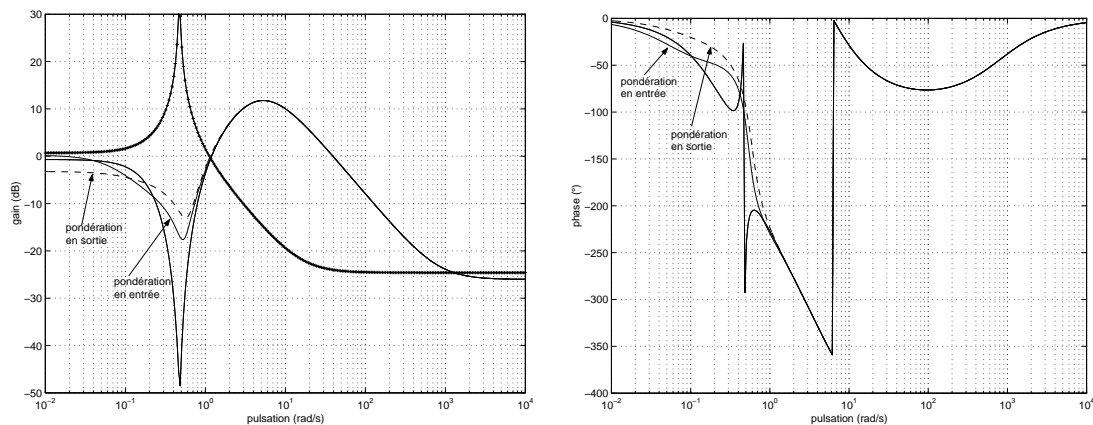 30
20
10
0
−10
−20
−30
−40
−50
gain (dB)
pondération
en sortie
pondération
en entrée
10^−2
10^−1
10^0
10^1
10^2
10^3
10^4
pulsation (rad/s)
0
−50
−100
−150
−200
−250
−300
−350
−400
phase (°)
pondération
en entrée
pondération
en sortie
10^−2
10^−1
10^0
10^1
10^2
10^3
10^4
pulsation (rad/s)